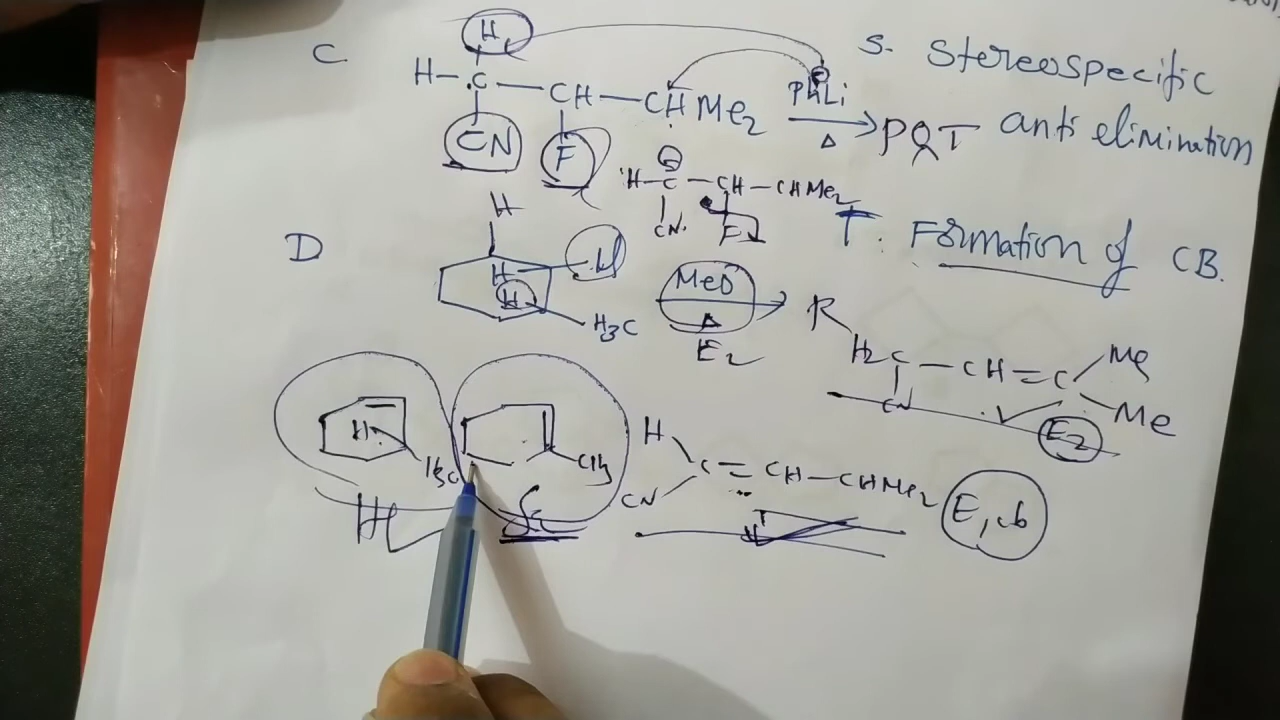 C.
H
H-C-CH-CHMe2
CN
F
PhLi
Δ
PQT
S. Stereospecific
anti elimination
H-C-CH-CHMe2
CN
F
T. Formation of CB.
D
H
H
H
H3C
MeO
Δ
E2
R
H2C-CH=C
Me
Me
CN
E2
H
H3C
CH3
H
C=CH-CHMe2
CN
E1cb